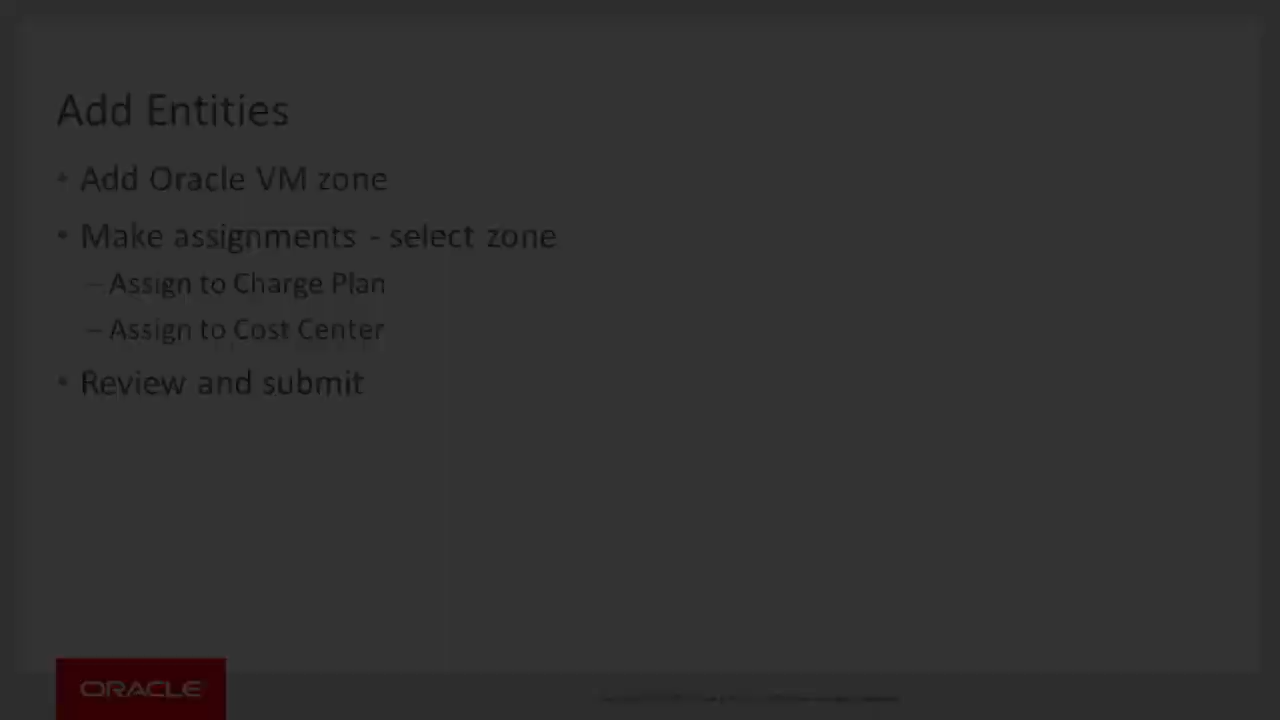 Add Entities
• Add Oracle VM zone
• Make assignments - select zone
– Assign to Charge Plan
– Assign to Cost Center
• Review and submit
ORACLE